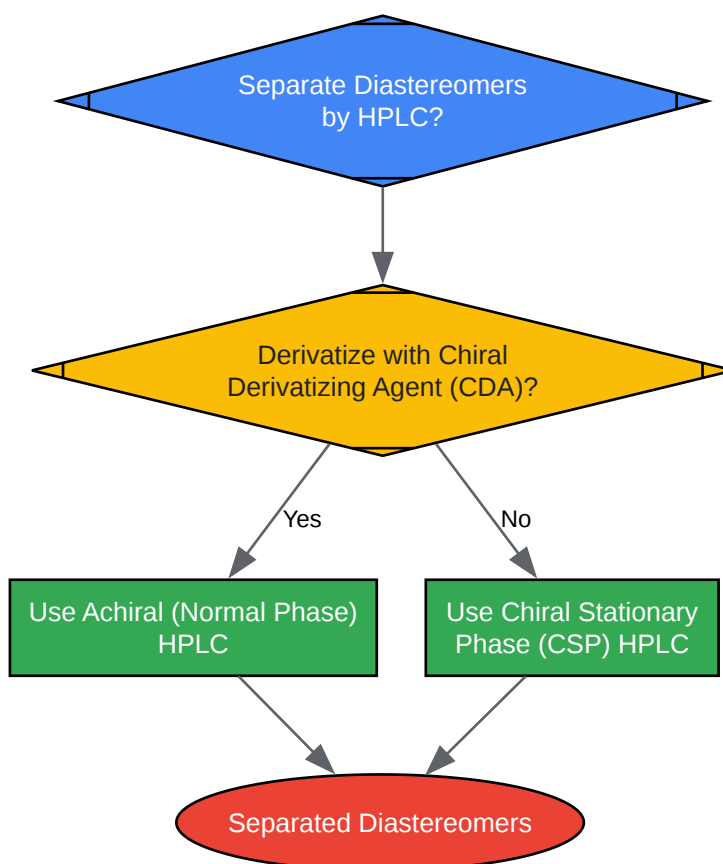 Separate Diastereomers
by HPLC?
Derivatize with Chiral
Derivatizing Agent (CDA)?
Yes
No
Use Achiral (Normal Phase)
HPLC
Use Chiral Stationary
Phase (CSP) HPLC
Separated Diastereomers